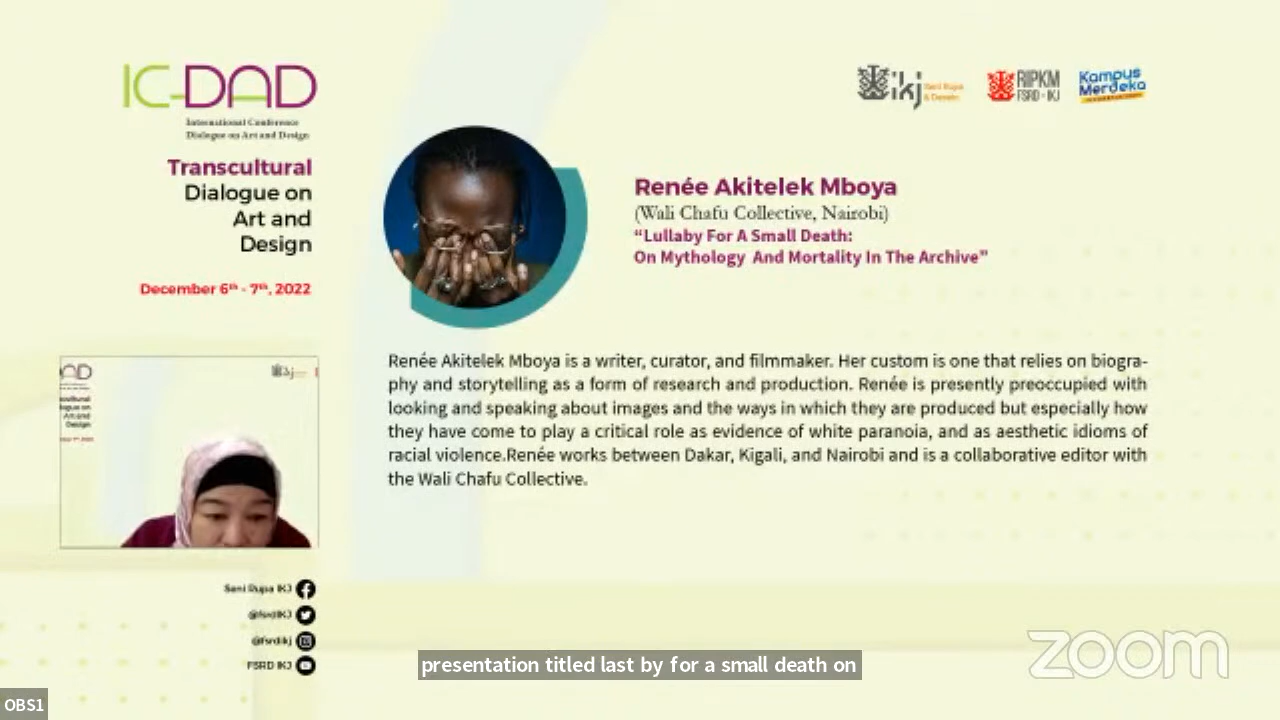 IC-DAD
International Conference
Dialogue on Art and Design
Transcultural
Dialogue on
Art and
Design
December 6th - 7th, 2022
ikj Seni Rupa
& Desain
RIPKM
FSRD - IKJ
Kampus
Merdeka
Renée Akitelek Mboya
(Wali Chafu Collective, Nairobi)
“Lullaby For A Small Death:
On Mythology And Mortality In The Archive”
Renée Akitelek Mboya is a writer, curator, and filmmaker. Her custom is one that relies on biogra-
phy and storytelling as a form of research and production. Renée is presently preoccupied with
looking and speaking about images and the ways in which they are produced but especially how
they have come to play a critical role as evidence of white paranoia, and as aesthetic idioms of
racial violence.Renée works between Dakar, Kigali, and Nairobi and is a collaborative editor with
the Wali Chafu Collective.
Art and
Design
Seni Rupa IKJ
@fsrdIKJ
@fsrdikj
FSRD IKJ
presentation titled last by for a small death on
zoom
OBS1